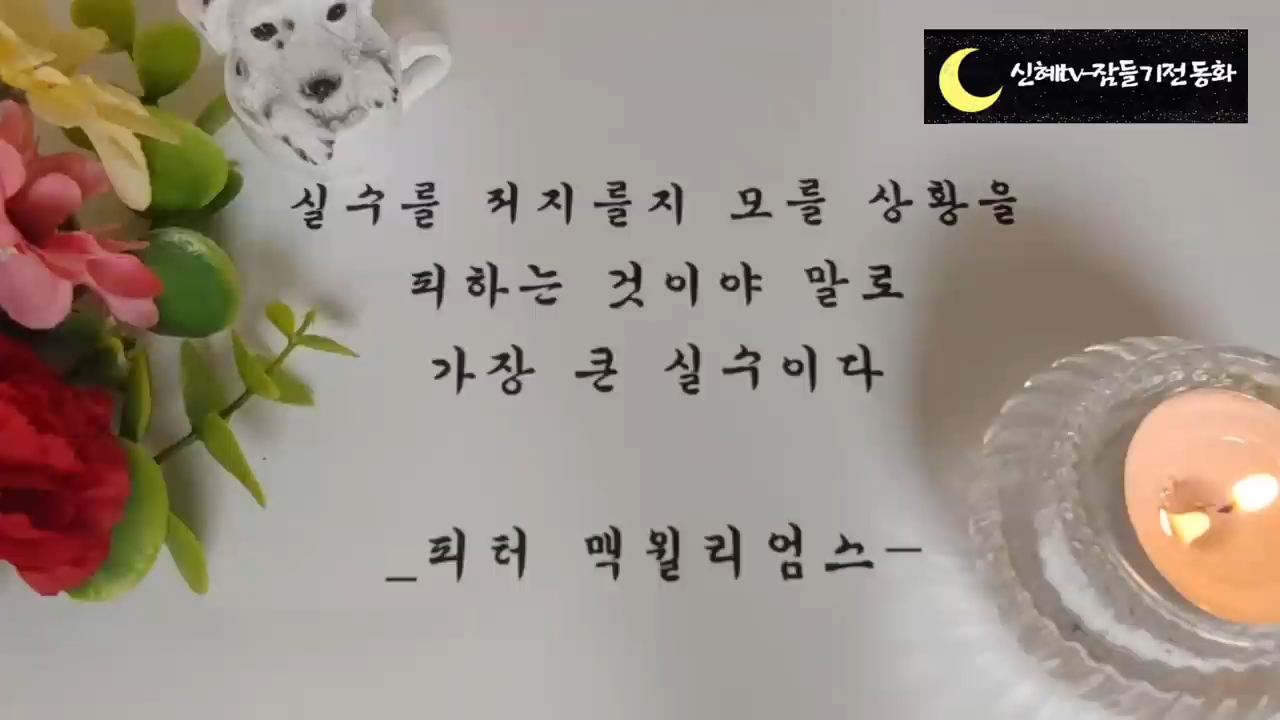 신혜tv-잠들기전동화
실수를 저지를지 모를 상황을
피하는 것이야 말로
가장 큰 실수이다
_피터 맥윌리엄스-